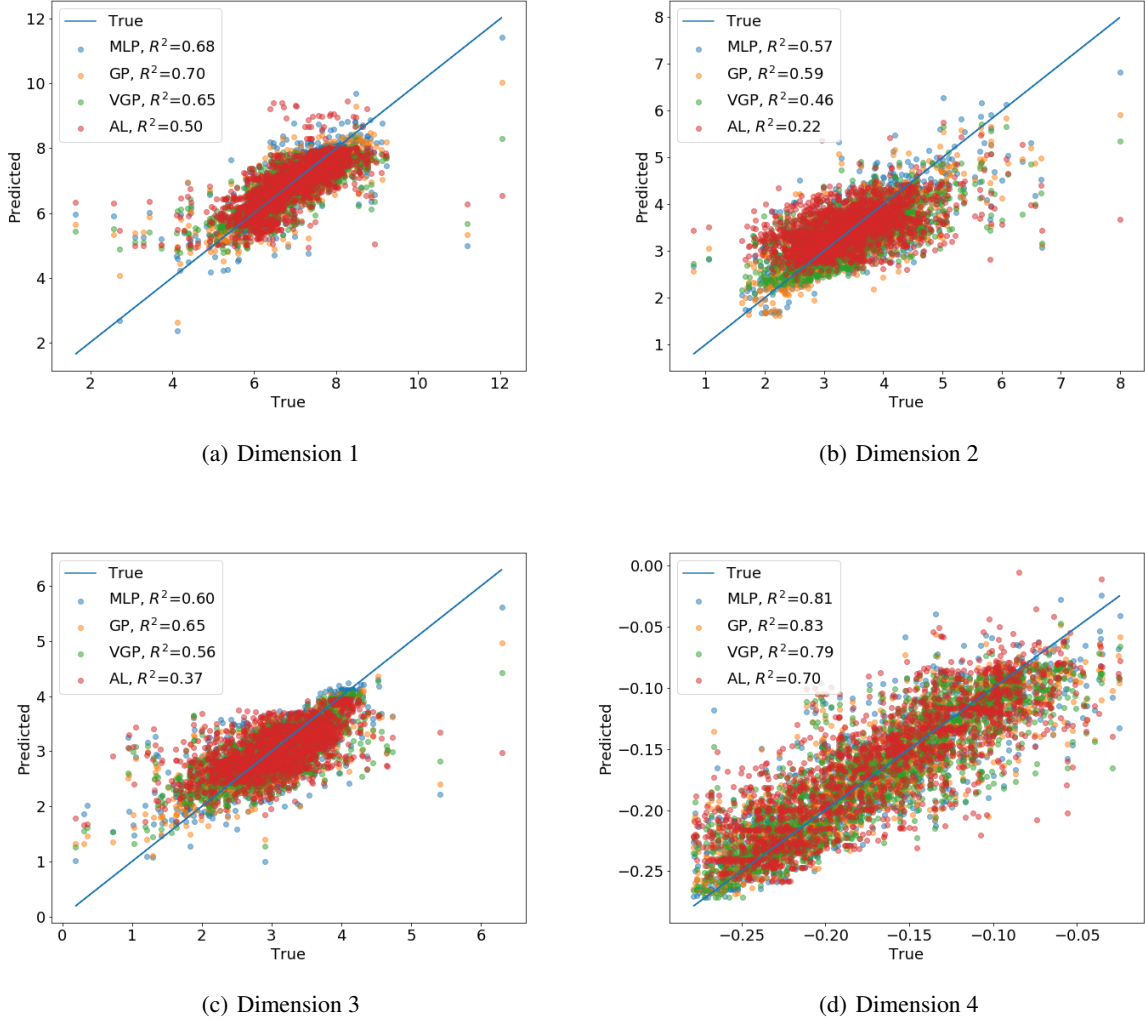 True
MLP, R²=0.68
GP, R²=0.70
VGP, R²=0.65
AL, R²=0.50
12
10
8
6
4
2
Predicted
2
4
6
8
10
12
True
(a) Dimension 1
True
MLP, R²=0.57
GP, R²=0.59
VGP, R²=0.46
AL, R²=0.22
8
7
6
5
4
3
2
1
Predicted
1
2
3
4
5
6
7
8
True
(b) Dimension 2
True
MLP, R²=0.60
GP, R²=0.65
VGP, R²=0.56
AL, R²=0.37
6
5
4
3
2
1
0
Predicted
0
1
2
3
4
5
6
True
(c) Dimension 3
True
MLP, R²=0.81
GP, R²=0.83
VGP, R²=0.79
AL, R²=0.70
0.00
−0.05
−0.10
−0.15
−0.20
−0.25
Predicted
−0.25
−0.20
−0.15
−0.10
−0.05
True
(d) Dimension 4